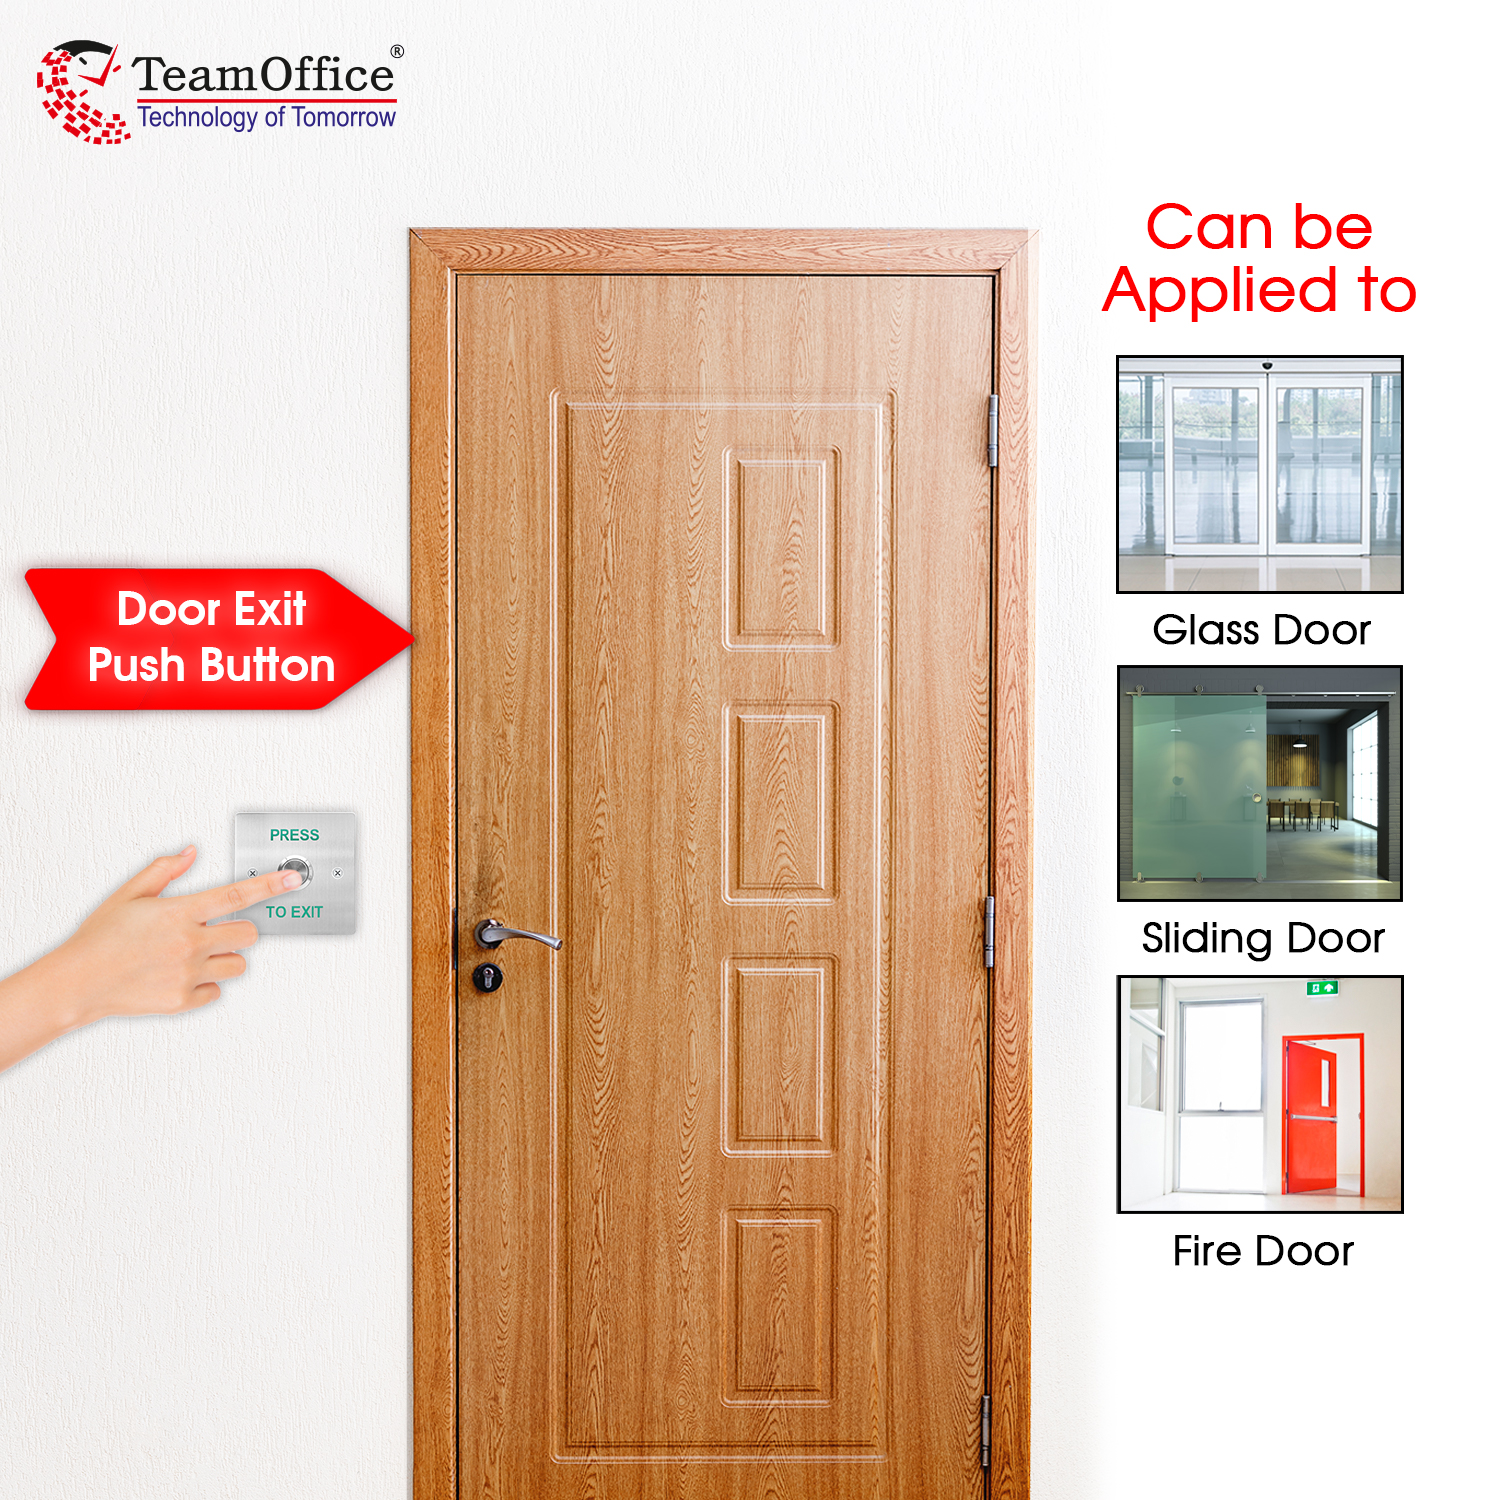 TeamOffice®
Technology of Tomorrow
Can be
Applied to
Door Exit
Push Button
PRESS
TO EXIT
Glass Door
Sliding Door
Fire Door